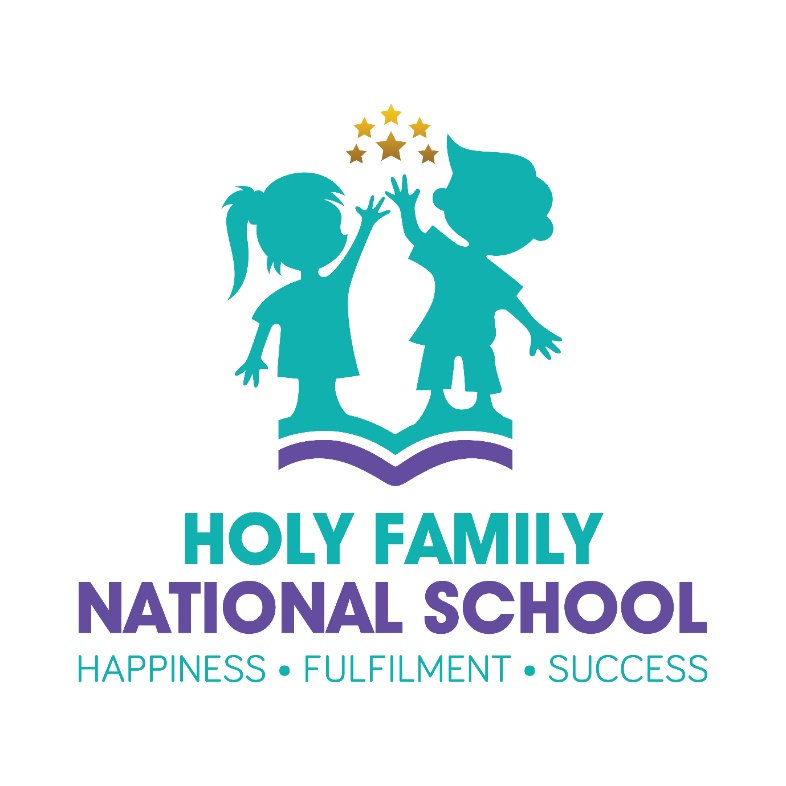 HOLY FAMILY
NATIONAL SCHOOL
HAPPINESS • FULFILMENT • SUCCESS